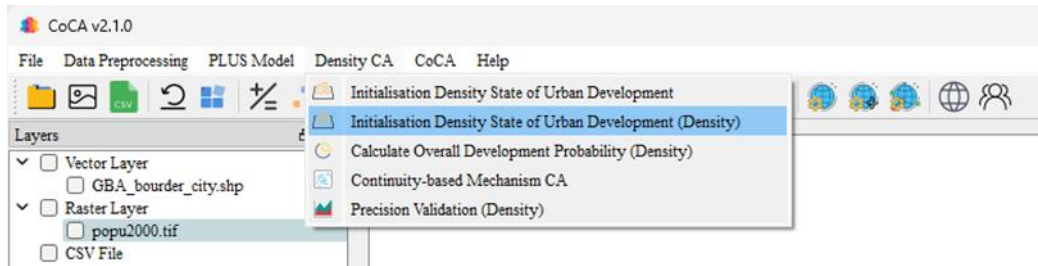 CoCA v2.1.0
File Data Preprocessing PLUS Model Density CA CoCA Help
CSV
Initialisation Density State of Urban Development
Layers
Initialisation Density State of Urban Development (Density)
Vector Layer
Calculate Overall Development Probability (Density)
GBA_bourder_city.shp
Continuity-based Mechanism CA
Raster Layer
Precision Validation (Density)
popu2000.tif
CSV File